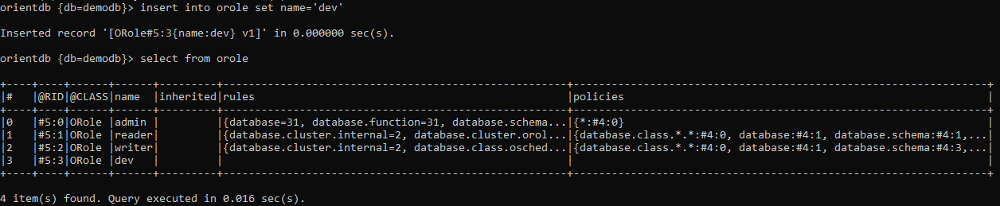 orientdb {db=demodb}> insert into orole set name='dev'
Inserted record '[ORole#5:3{name:dev} v1]' in 0.000000 sec(s).
orientdb {db=demodb}> select from orole
+----+----+------+------+---------+------------------------------------------------------+-----------------------------------------------------------------+
|# |@RID|@CLASS|name |inherited|rules |policies |
+----+----+------+------+---------+------------------------------------------------------+-----------------------------------------------------------------+
|0 |#5:0|ORole |admin | |{database=31, database.function=31, database.schema...|{*:#4:0} |
|1 |#5:1|ORole |reader| |{database.cluster.internal=2, database.cluster.orol...|{database.class.*.*:#4:0, database:#4:1, database.schema:#4:1,...|
|2 |#5:2|ORole |writer| |{database.cluster.internal=2, database.class.osched...|{database.class.*.*:#4:0, database:#4:1, database.schema:#4:3,...|
|3 |#5:3|ORole |dev | | | |
+----+----+------+------+---------+------------------------------------------------------+-----------------------------------------------------------------+
4 item(s) found. Query executed in 0.016 sec(s).